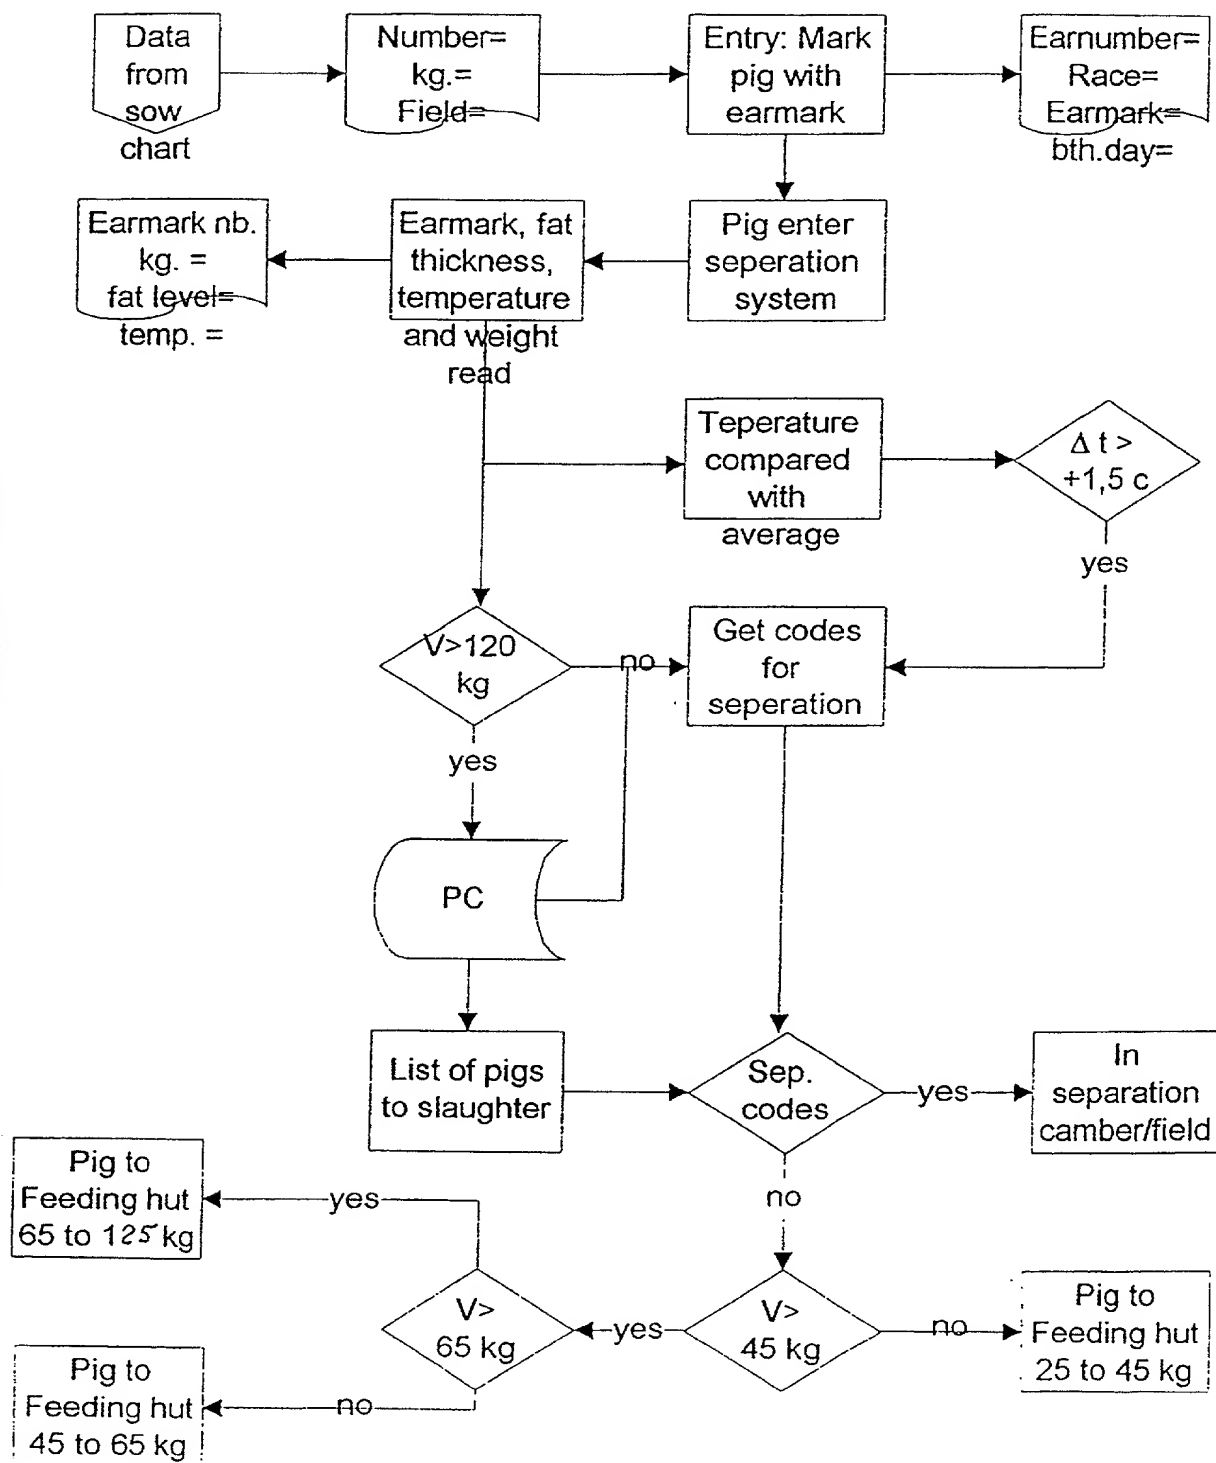 Data
from
sow
chart
Number=
kg.=
Field=
Entry: Mark
pig with
earmark
Earnumber=
Race=
Earmark=
bth.day=
Earmark nb.
kg. =
fat level=
temp. =
Earmark, fat
thickness,
temperature
and weight
read
Pig enter
seperation
system
Teperature
compared
with
average
Δ t >
+1,5 c
yes
V>120
kg
no
Get codes
for
seperation
yes
PC
List of pigs
to slaughter
Sep.
codes
yes
In
separation
camber/field
no
Pig to
Feeding hut
65 to 125 kg
yes
V>
65 kg
yes
V>
45 kg
no
Pig to
Feeding hut
25 to 45 kg
Pig to
Feeding hut
45 to 65 kg
no